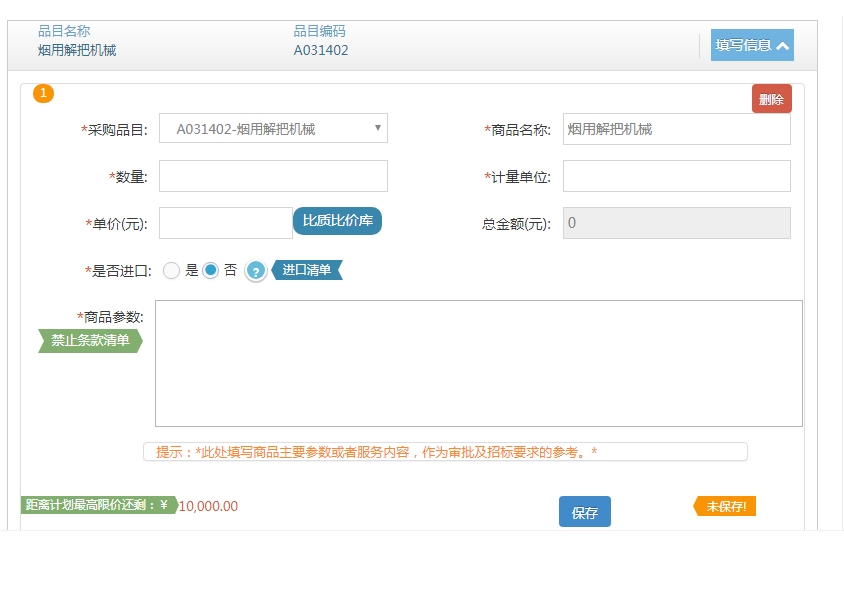 品目名称 品目编码
烟用解把机械 A031402 填写信息
1 删除
*采购品目: A031402-烟用解把机械 *商品名称: 烟用解把机械
*数量: *计量单位:
*单价(元): 比质比价库 总金额(元): 0
*是否进口: 是 否 ? 进口清单
*商品参数:
禁止条款清单
提示：*此处填写商品主要参数或者服务内容，作为审批及招标要求的参考。*
距离计划最高限价还剩：¥ 10,000.00 保存 未保存!